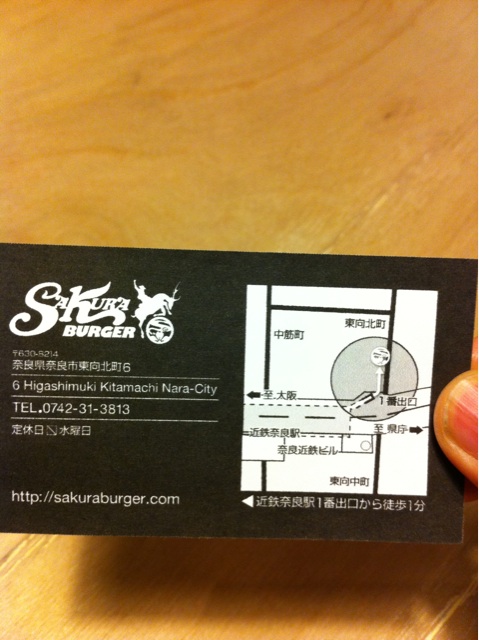 SAKURA
BURGER
〒630-8214
奈良県奈良市東向北町6
6 Higashimuki Kitamachi Nara-City
TEL.0742-31-3813
定休日 水曜日
http://sakuraburger.com
中筋町
東向北町
至.大阪
1番出口
近鉄奈良駅
至.県庁
奈良近鉄ビル
東向中町
◀近鉄奈良駅1番出口から徒歩1分